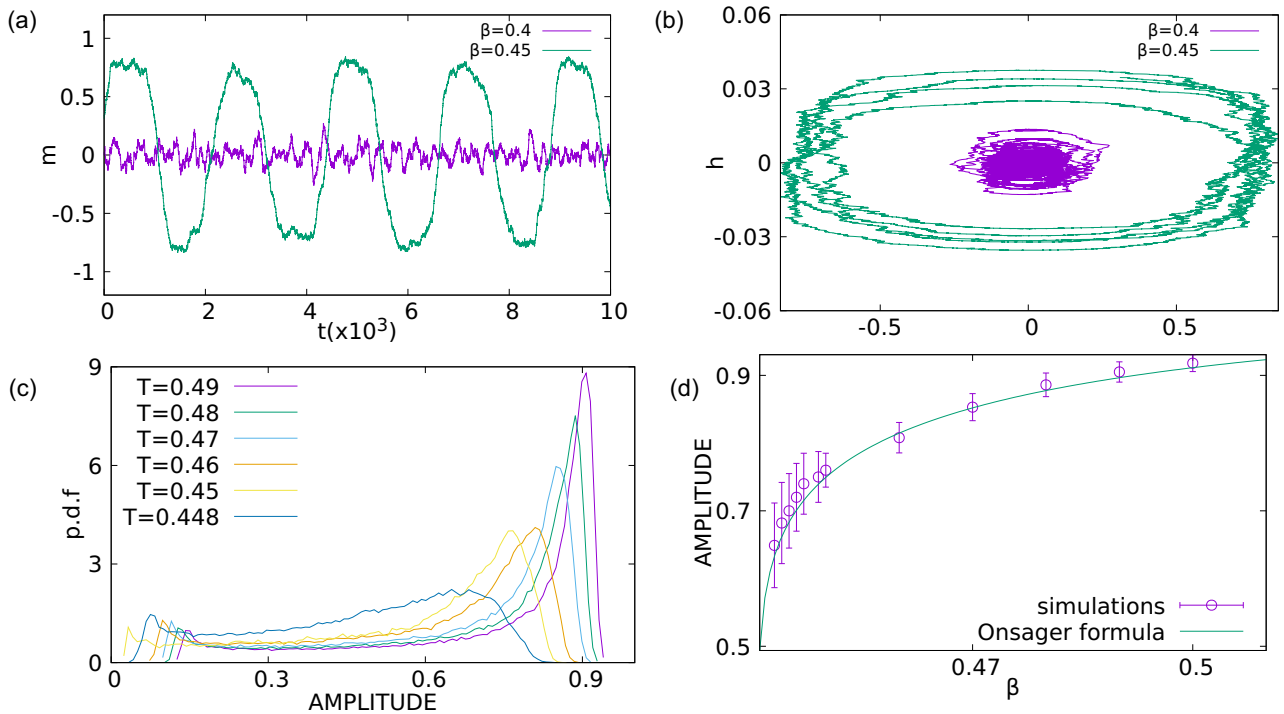 (a)
1
0.5
0
-0.5
-1
m
β=0.4
β=0.45
0
2
4
6
8
10
t(x10³)
(b)
0.06
0.03
0
-0.03
-0.06
h
β=0.4
β=0.45
-0.5
0
0.5
(c)
9
6
3
0
p.d.f
T=0.49
T=0.48
T=0.47
T=0.46
T=0.45
T=0.448
0
0.3
0.6
0.9
AMPLITUDE
(d)
0.9
0.7
0.5
AMPLITUDE
simulations
Onsager formula
0.47
0.5
β